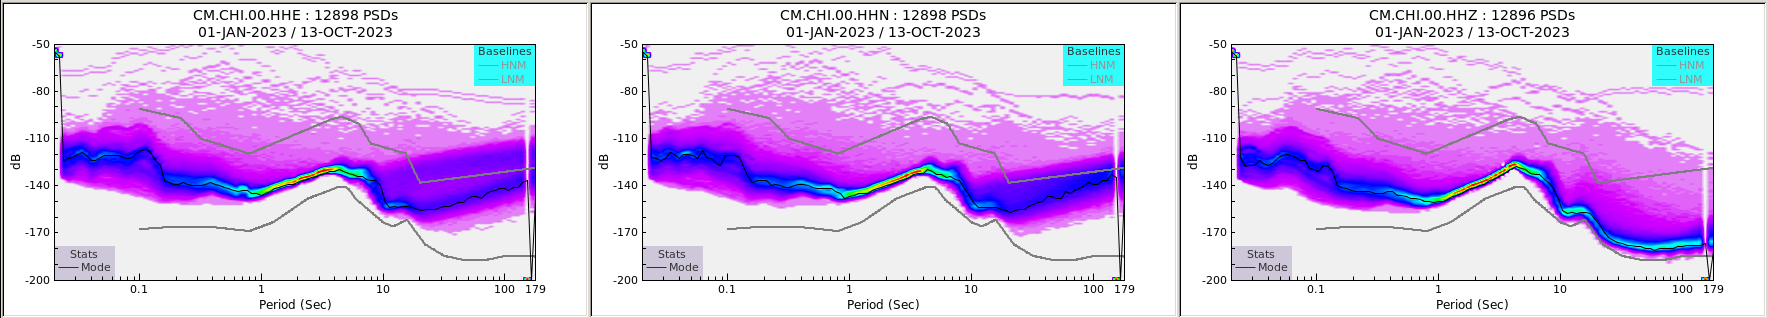 CM.CHI.00.HHE : 12898 PSDs
01-JAN-2023 / 13-OCT-2023
-50
-80
-110
-140
-170
-200
dB
Baselines
HNM
LNM
Stats
Mode
0.1
1
10
100
179
Period (Sec)
CM.CHI.00.HHN : 12898 PSDs
01-JAN-2023 / 13-OCT-2023
-50
-80
-110
-140
-170
-200
dB
Baselines
HNM
LNM
Stats
Mode
0.1
1
10
100
179
Period (Sec)
CM.CHI.00.HHZ : 12896 PSDs
01-JAN-2023 / 13-OCT-2023
-50
-80
-110
-140
-170
-200
dB
Baselines
HNM
LNM
Stats
Mode
0.1
1
10
100
179
Period (Sec)